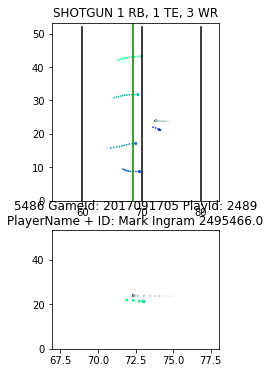 SHOTGUN 1 RB, 1 TE, 3 WR
50
40
30
20
10
0
60 70 80
5486 GameId: 2017091705 PlayId: 2489
PlayerName + ID: Mark Ingram 2495466.0
40
20
0
67.5 70.0 72.5 75.0 77.5